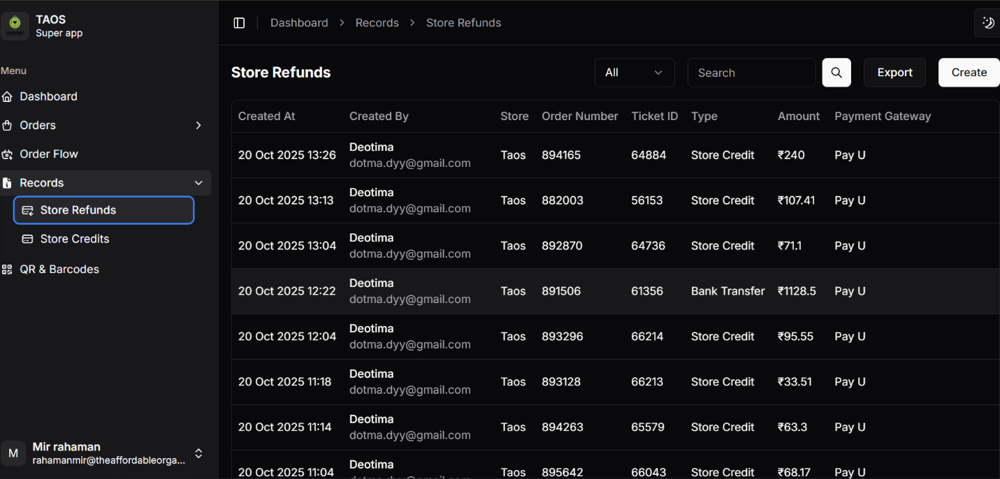 TAOS
Super app
Menu
Dashboard
Orders
Order Flow
Records
Store Refunds
Store Credits
QR & Barcodes
M
Mir rahaman
rahamanmir@theaffordableorga...
Dashboard > Records > Store Refunds
Store Refunds
All
Search
Export
Create
Created At Created By Store Order Number Ticket ID Type Amount Payment Gateway
20 Oct 2025 13:26 Deotima Taos 894165 64884 Store Credit ₹240 Pay U
dotma.dyy@gmail.com
20 Oct 2025 13:13 Deotima Taos 882003 56153 Store Credit ₹107.41 Pay U
dotma.dyy@gmail.com
20 Oct 2025 13:04 Deotima Taos 892870 64736 Store Credit ₹71.1 Pay U
dotma.dyy@gmail.com
20 Oct 2025 12:22 Deotima Taos 891506 61356 Bank Transfer ₹1128.5 Pay U
dotma.dyy@gmail.com
20 Oct 2025 12:04 Deotima Taos 893296 66214 Store Credit ₹95.55 Pay U
dotma.dyy@gmail.com
20 Oct 2025 11:18 Deotima Taos 893128 66213 Store Credit ₹33.51 Pay U
dotma.dyy@gmail.com
20 Oct 2025 11:14 Deotima Taos 894263 65579 Store Credit ₹63.3 Pay U
dotma.dyy@gmail.com
20 Oct 2025 11:04 Deotima Taos 895642 66043 Store Credit ₹68.17 Pay U